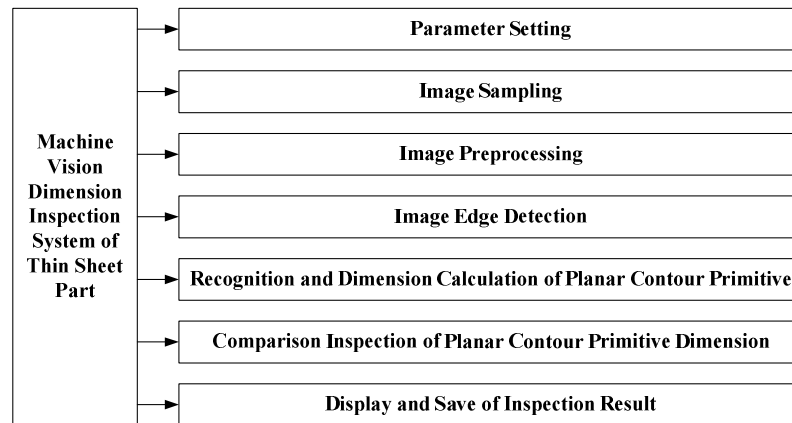 Machine
Vision
Dimension
Inspection
System of
Thin Sheet
Part
Parameter Setting
Image Sampling
Image Preprocessing
Image Edge Detection
Recognition and Dimension Calculation of Planar Contour Primitive
Comparison Inspection of Planar Contour Primitive Dimension
Display and Save of Inspection Result